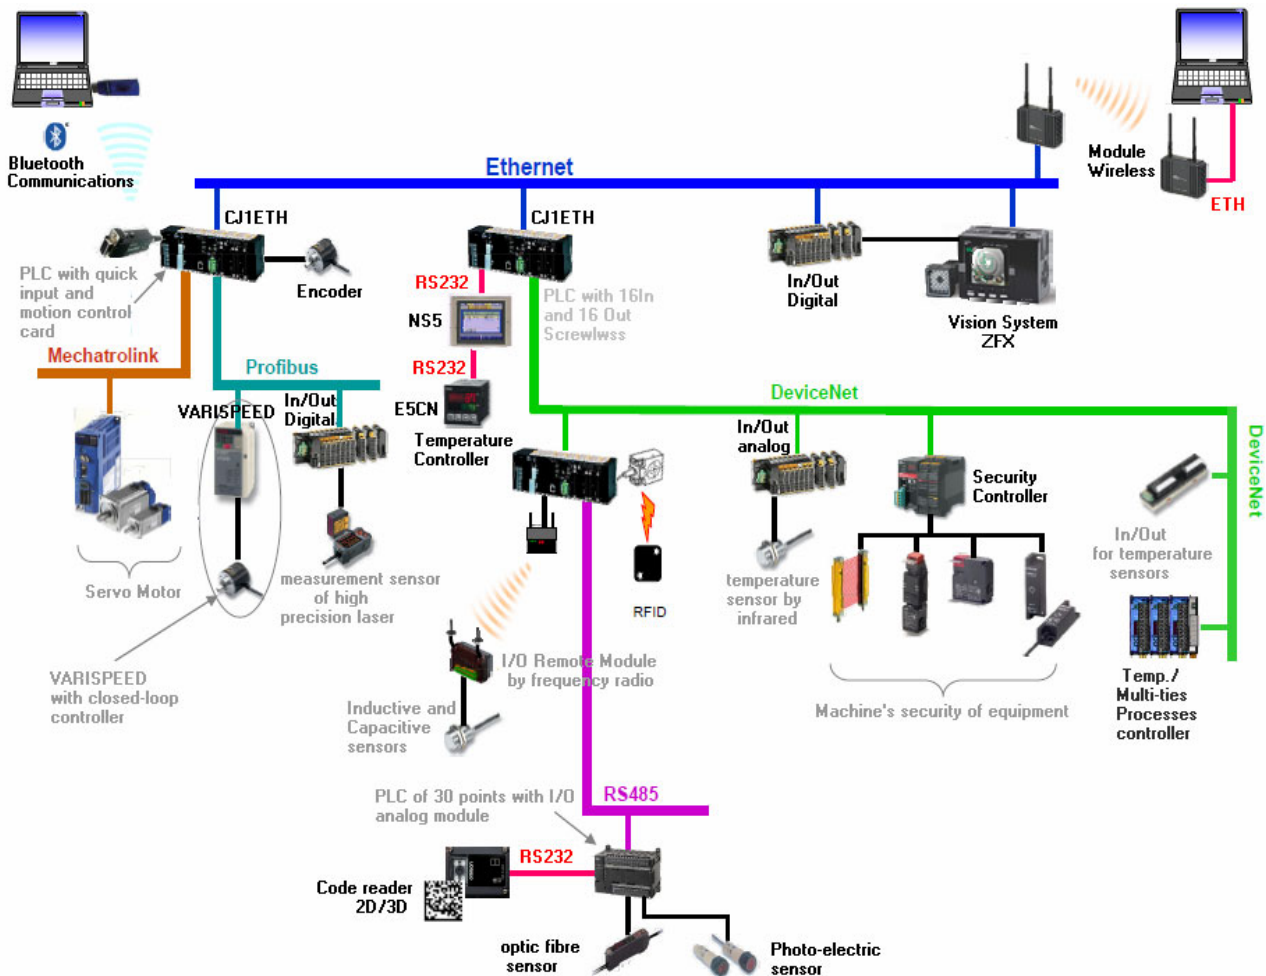 Bluetooth
Communications
Ethernet
Module
Wireless
ETH
CJ1ETH
CJ1ETH
PLC with quick
input and
motion control
card
Encoder
RS232
NS5
PLC with 16In
and 16 Out
Screwlwss
In/Out
Digital
Vision System
ZFX
Mechatrolink
Profibus
RS232
E5CN
Temperature
Controller
DeviceNet
DeviceNet
VARISPEED
In/Out
Digital
In/Out
analog
Security
Controller
In/Out
for temperature
sensors
Servo Motor
measurement sensor
of high
precision laser
RFID
temperature
sensor by
infrared
VARISPEED
with closed-loop
controller
I/O Remote Module
by frequency radio
Inductive and
Capacitive
sensors
Machine's security of equipment
Temp./
Multi-ties
Processes
controller
PLC of 30 points with I/O
analog module
RS485
RS232
Code reader
2D/3D
optic fibre
sensor
Photo-electric
sensor